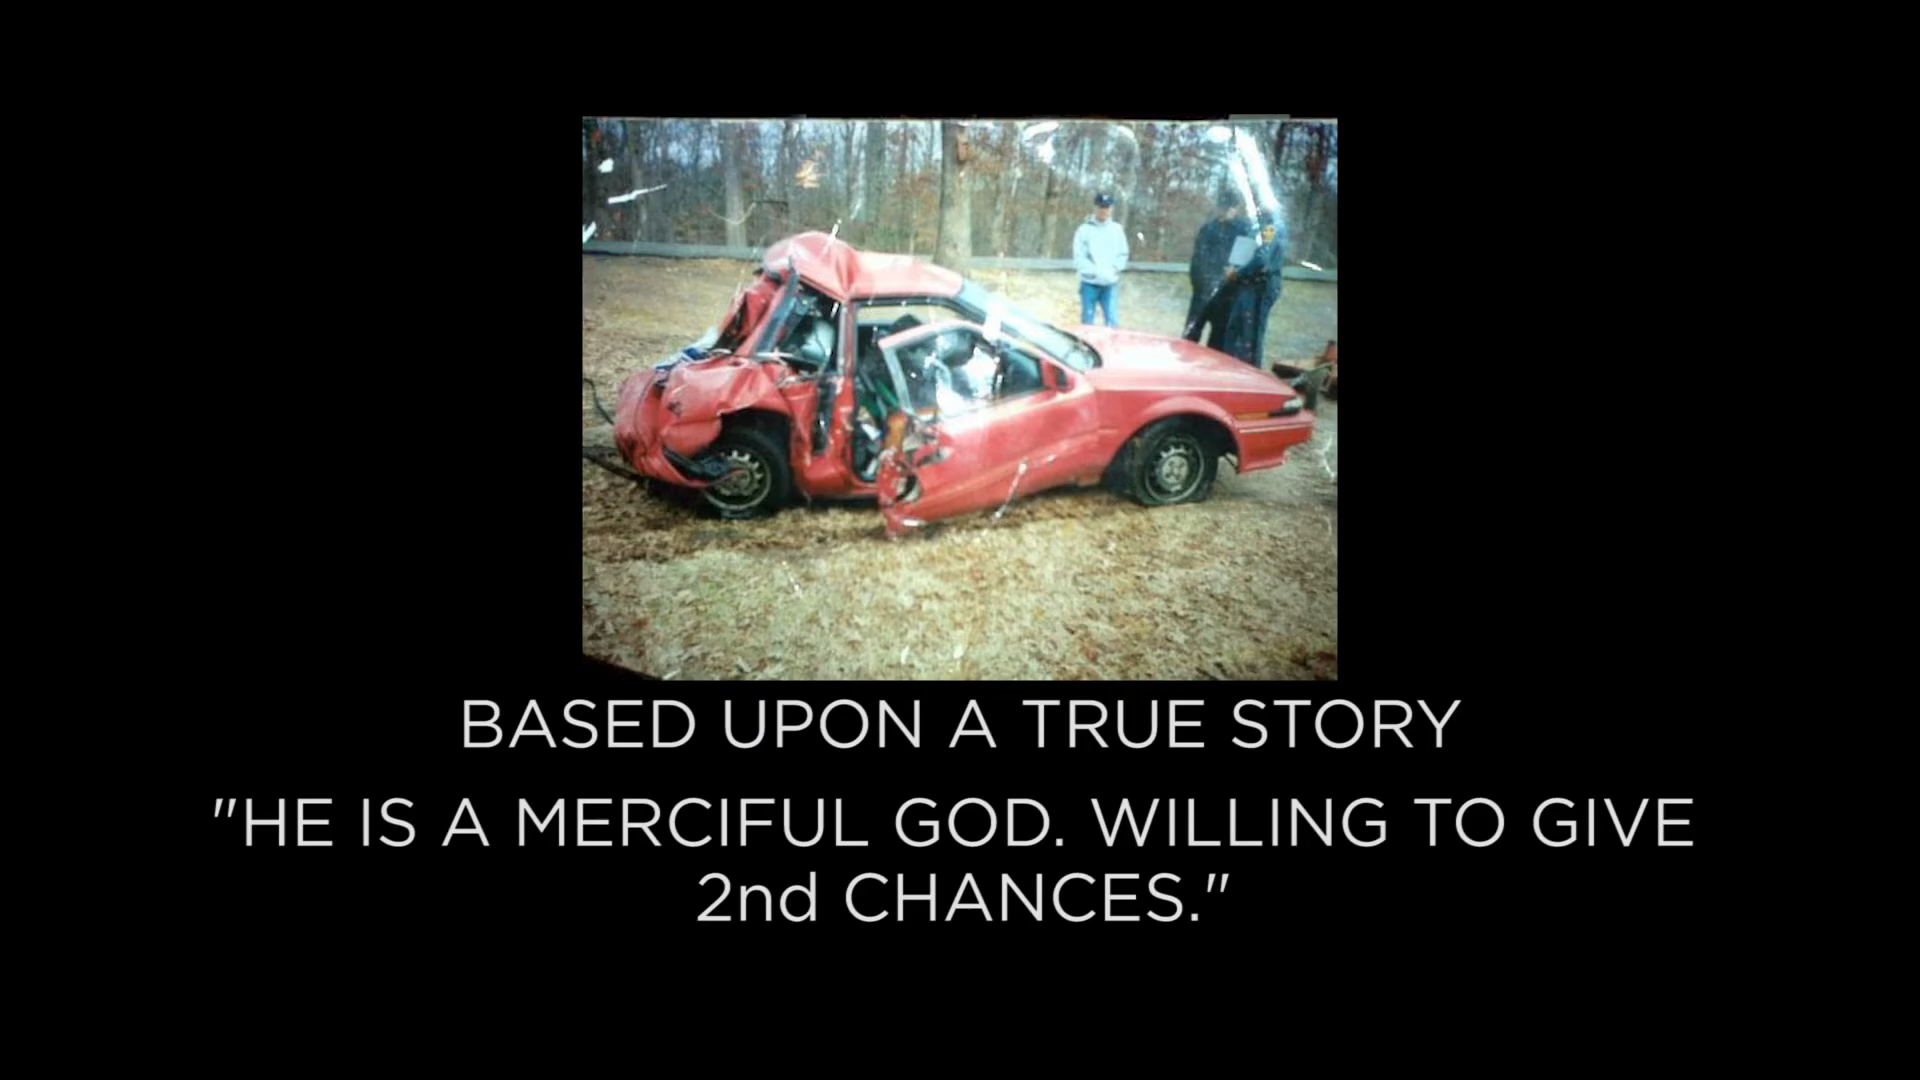 BASED UPON A TRUE STORY
"HE IS A MERCIFUL GOD. WILLING TO GIVE
2nd CHANCES."